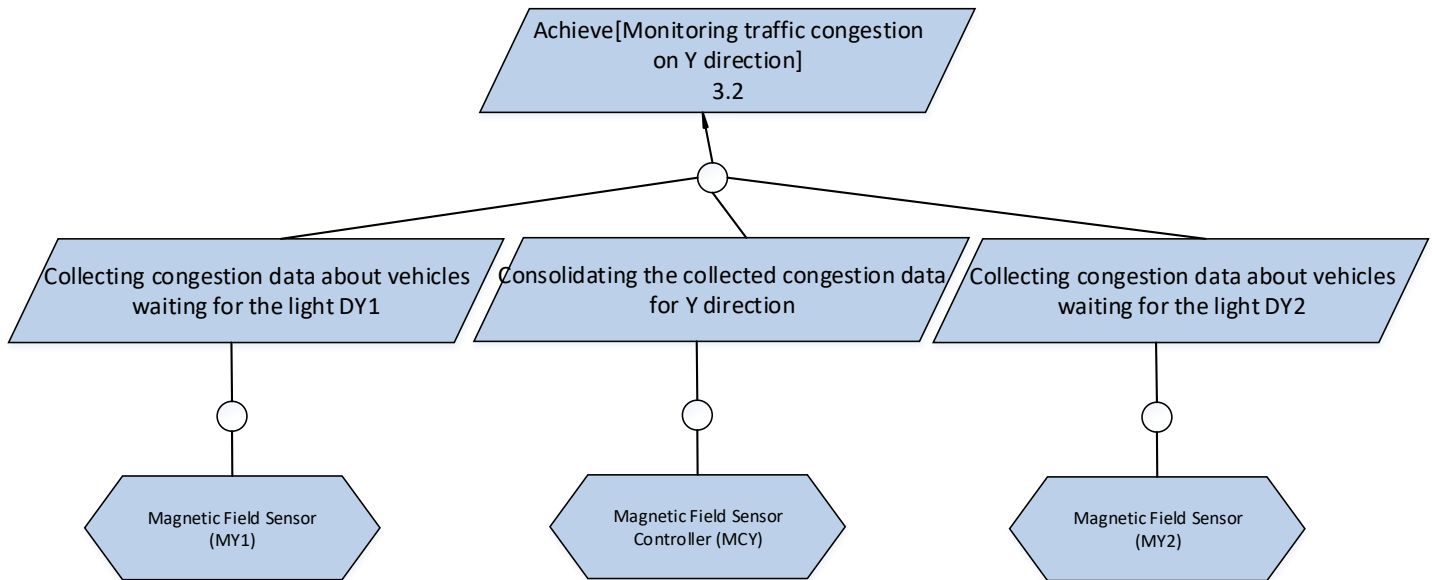 Achieve[Monitoring traffic congestion
on Y direction]
3.2
Collecting congestion data about vehicles
waiting for the light DY1
Consolidating the collected congestion data
for Y direction
Collecting congestion data about vehicles
waiting for the light DY2
Magnetic Field Sensor
(MY1)
Magnetic Field Sensor
Controller (MCY)
Magnetic Field Sensor
(MY2)